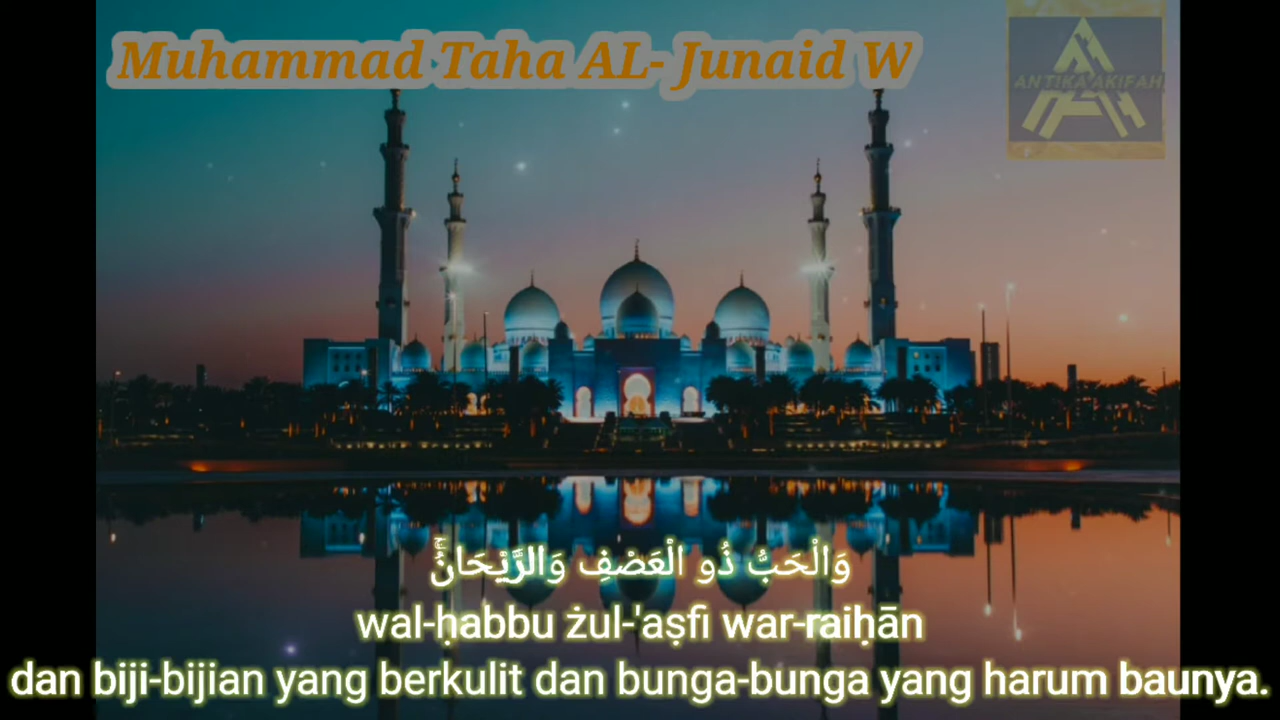 Muhammad Taha AL- Junaid W
ANTIKA AKIFAH
وَالْحَبُّ ذُو الْعَصْفِ وَالرَّيْحَانُۚ
wal-ḥabbu żul-'aṣfi war-raiḥān
dan biji-bijian yang berkulit dan bunga-bunga yang harum baunya.